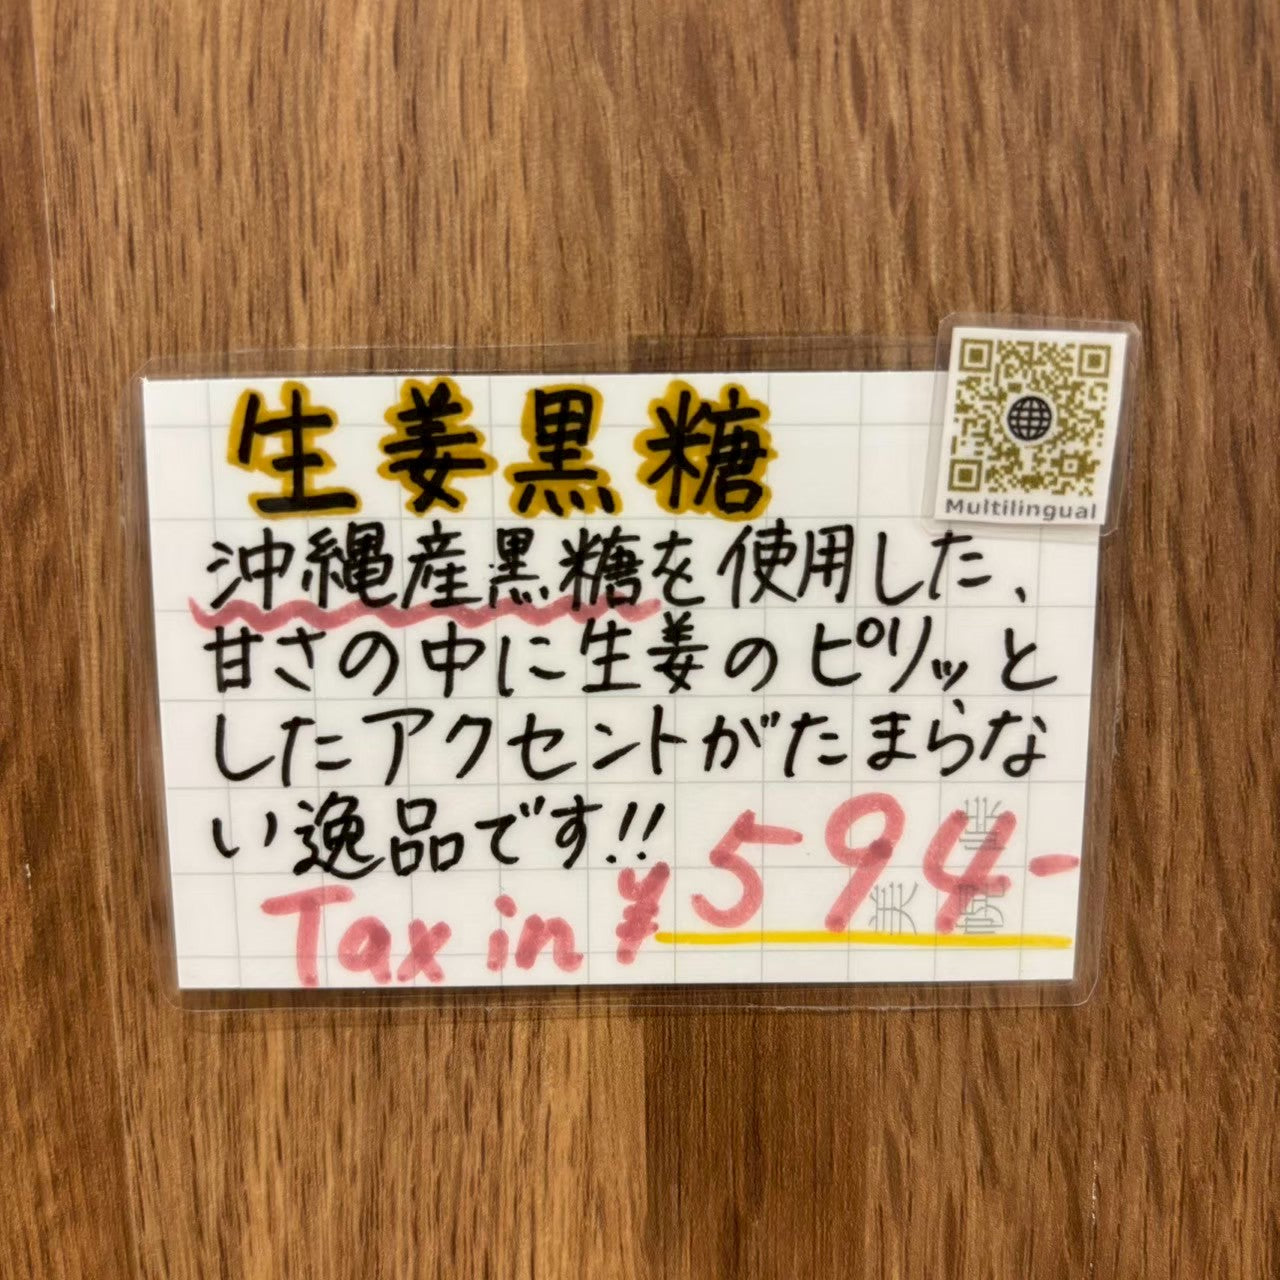 生姜黒糖
Multilingual
沖縄産黒糖を使用した、
甘さの中に生姜のピリッと
したアクセントがたまらな
い逸品です!!
Tax in ¥594-